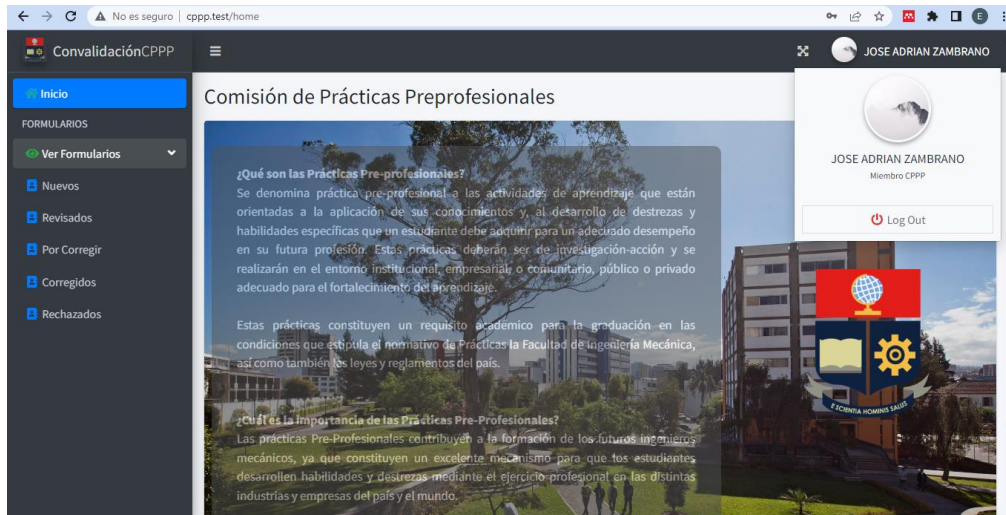 No es seguro | cppp.test/home
E
ConvalidaciónCPPP
JOSE ADRIAN ZAMBRANO
Inicio
FORMULARIOS
Ver Formularios
Nuevos
Revisados
Por Corregir
Corregidos
Rechazados
Comisión de Prácticas Preprofesionales
¿Qué son las Prácticas Pre-profesionales?
Se denomina práctica pre-profesional a las actividades de aprendizaje que están
orientadas a la aplicación de sus conocimientos y, al desarrollo de destrezas y
habilidades específicas que un estudiante debe adquirir para un adecuado desempeño
en su futura profesión. Estas prácticas deberán ser de investigación-acción y se
realizarán en el entorno institucional, empresarial, o comunitario, público o privado
adecuado para el fortalecimiento del aprendizaje.
Estas prácticas constituyen un requisito académico para la graduación en las
condiciones que estipula el normativo de Prácticas la Facultad de Ingeniería Mecánica,
así como también las leyes y reglamentos del país.
¿Cuál es la importancia de las Prácticas Pre-Profesionales?
Las prácticas Pre-Profesionales contribuyen a la formación de los futuros ingenieros
mecánicos, ya que constituyen un excelente mecanismo para que los estudiantes
desarrollen habilidades y destrezas mediante el ejercicio profesional en las distintas
industrias y empresas del país y el mundo.
JOSE ADRIAN ZAMBRANO
Miembro CPPP
Log Out
E SCIENTIA HOMINIS SALUS